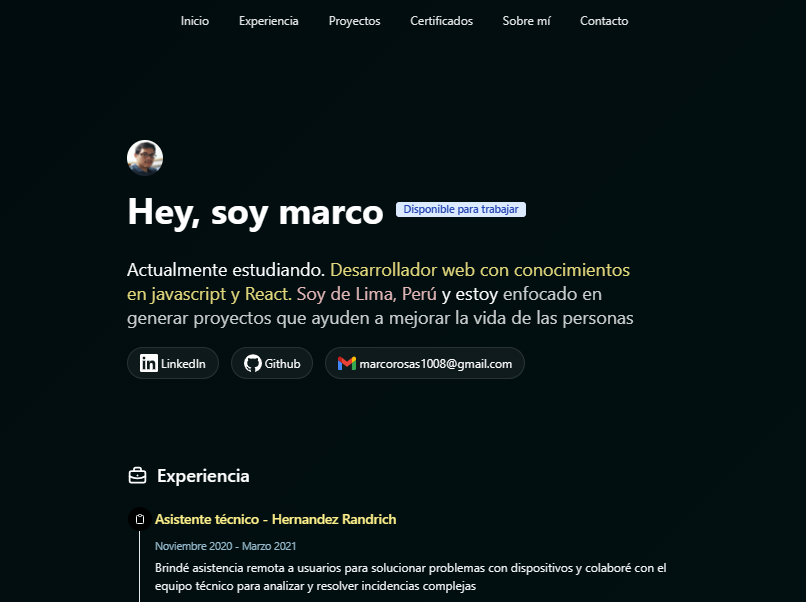 Inicio Experiencia Proyectos Certificados Sobre mí Contacto
Hey, soy marco Disponible para trabajar
Actualmente estudiando. Desarrollador web con conocimientos
en javascript y React. Soy de Lima, Perú y estoy enfocado en
generar proyectos que ayuden a mejorar la vida de las personas
LinkedIn Github marcorosas1008@gmail.com
Experiencia
Asistente técnico - Hernandez Randrich
Noviembre 2020 - Marzo 2021
Brindé asistencia remota a usuarios para solucionar problemas con dispositivos y colaboré con el
equipo técnico para analizar y resolver incidencias complejas